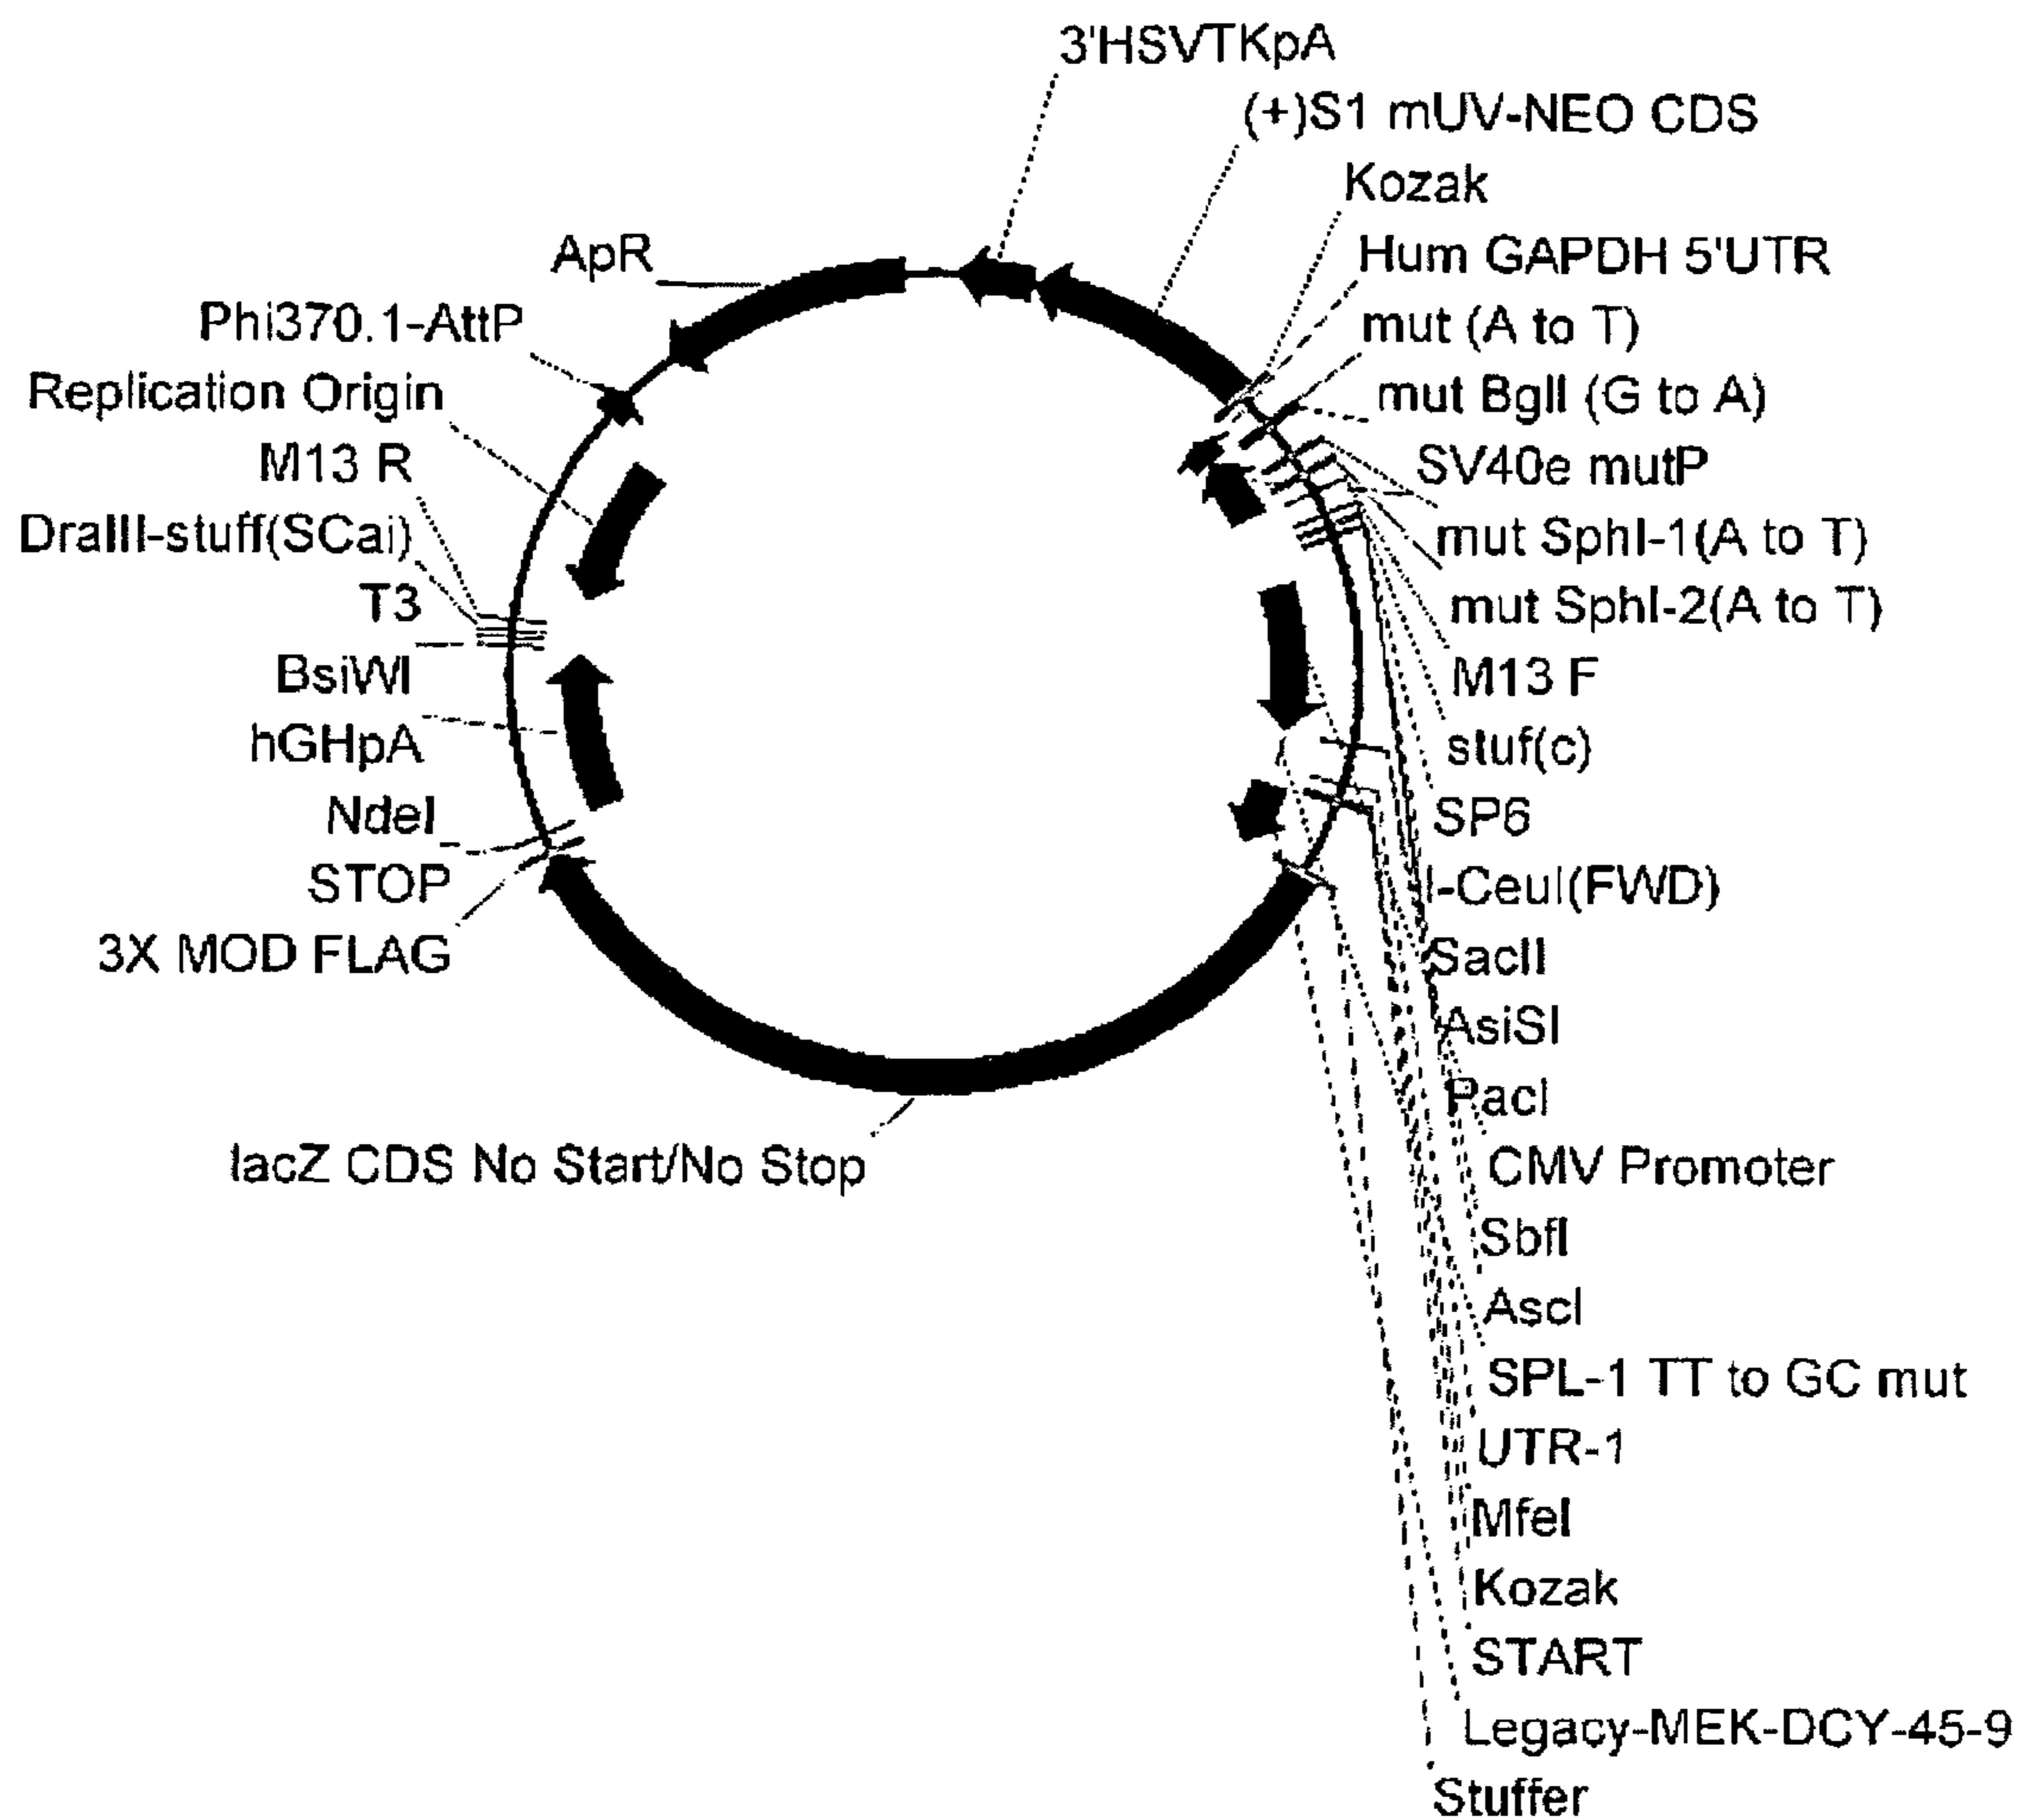 3'HSVTKpA
(+)S1 mUV-NEO CDS
Kozak
Hum GAPDH 5'UTR
mut (A to T)
mut BglI (G to A)
SV40e mutP
mut SphI-1(A to T)
mut SphI-2(A to T)
M13 F
stuf(c)
SP6
I-CeuI(FWD)
SacII
AsiSI
PacI
CMV Promoter
SbfI
AscI
SPL-1 TT to GC mut
UTR-1
MfeI
Kozak
START
Legacy-MEK-DCY-45-9
Stuffer
lacZ CDS No Start/No Stop
3X MOD FLAG
STOP
NdeI
hGHpA
BsiWI
T3
DraIII-stuff(SCai)
M13 R
Replication Origin
Phi370.1-AttP
ApR